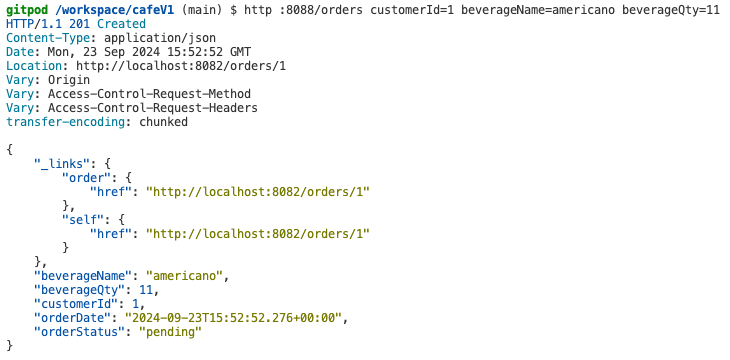 gitpod /workspace/cafeV1 (main) $ http :8088/orders customerId=1 beverageName=americano beverageQty=11
HTTP/1.1 201 Created
Content-Type: application/json
Date: Mon, 23 Sep 2024 15:52:52 GMT
Location: http://localhost:8082/orders/1
Vary: Origin
Vary: Access-Control-Request-Method
Vary: Access-Control-Request-Headers
transfer-encoding: chunked
{
    "_links": {
        "order": {
            "href": "http://localhost:8082/orders/1"
        },
        "self": {
            "href": "http://localhost:8082/orders/1"
        }
    },
    "beverageName": "americano",
    "beverageQty": 11,
    "customerId": 1,
    "orderDate": "2024-09-23T15:52:52.276+00:00",
    "orderStatus": "pending"
}